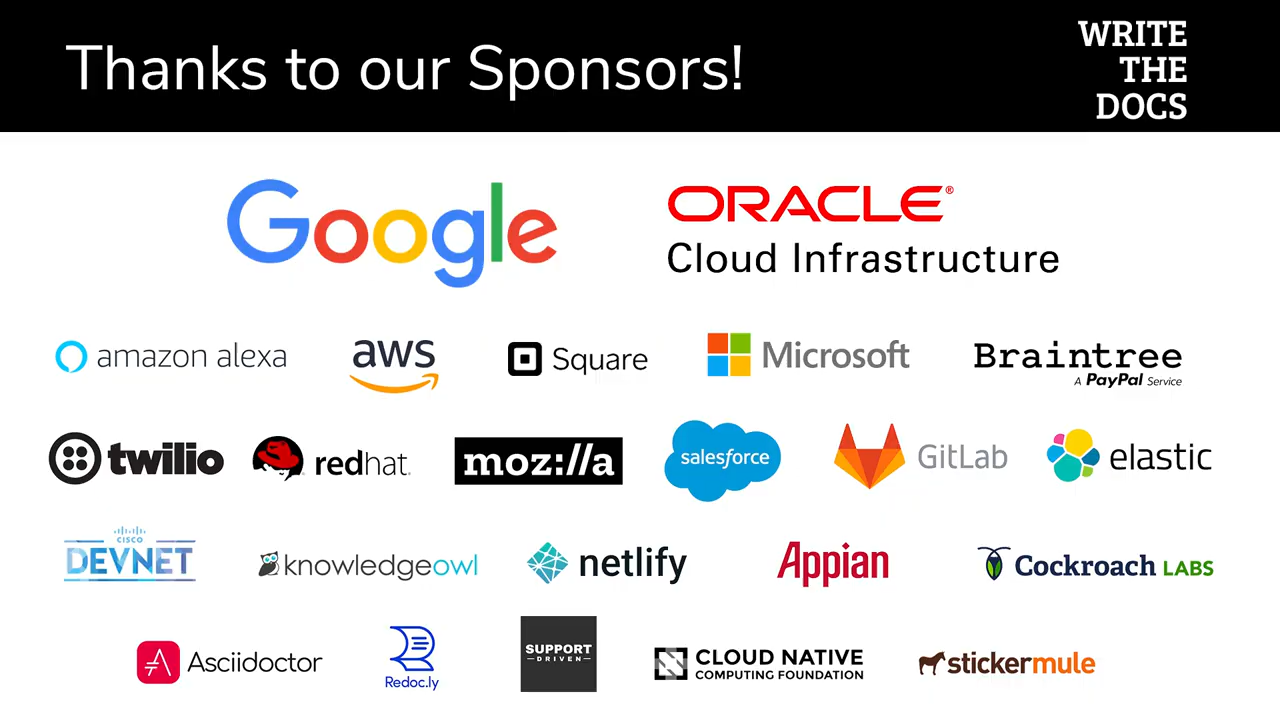 Thanks to our Sponsors!
WRITE
THE
DOCS
Google
ORACLE®
Cloud Infrastructure
amazon alexa
aws
Square
Microsoft
Braintree
A PayPal Service
twilio
redhat.
moz://a
salesforce
GitLab
elastic
CISCO
DEVNET
knowledgeowl
netlify
Appian
Cockroach LABS
Asciidoctor
Redoc.ly
SUPPORT
DRIVEN
CLOUD NATIVE
COMPUTING FOUNDATION
stickermule